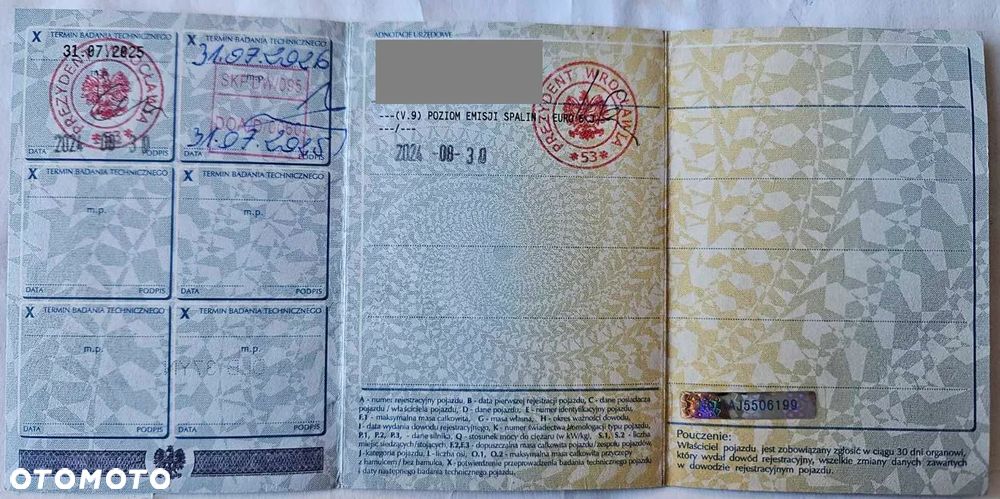 X TERMIN BADANIA TECHNICZNEGO
31.07.2025
m.p.
PREZYDENT WROCŁAWIA
*53*
2024 -08- 30
DATA PODPIS
X TERMIN BADANIA TECHNICZNEGO
31.07.2026
m.p.
31.07.2025
DATA PODPIS
X TERMIN BADANIA TECHNICZNEGO
m.p.
DATA PODPIS
X TERMIN BADANIA TECHNICZNEGO
m.p.
DATA PODPIS
X TERMIN BADANIA TECHNICZNEGO
m.p.
DATA PODPIS
X TERMIN BADANIA TECHNICZNEGO
m.p.
DATA PODPIS
ADNOTACJE URZĘDOWE
---(V.9) POZIOM EMISJI SPALIN: EURO 6
---/---
2024 -08- 30
PREZYDENT WROCŁAWIA
*53*
A - numer rejestracyjny pojazdu, B - data pierwszej rejestracji pojazdu, C - dane posiadacza
pojazdu / właściciela pojazdu, D - dane pojazdu, E - numer identyfikacyjny pojazdu,
F.1 - maksymalna masa całkowita, G - masa własna, H - okres ważności dowodu,
I - data wydania dowodu rejestracyjnego, K - numer świadectwa homologacji typu pojazdu,
P.1, P.2, P.3, - dane silnika, Q - stosunek mocy do ciężaru (w kW/kg), S.1, S.2 - liczba
miejsc siedzących/stojących, F.2,F.3 - dopuszczalna masa całkowita pojazdu/zespołu pojazdów,
J - kategoria pojazdu, L - liczba osi, O.1, O.2 - maksymalna masa całkowita przyczepy
z hamulcem / bez hamulca, X - potwierdzenie przeprowadzenia badania technicznego pojazdu
i termin następnego badania technicznego pojazdu.
AJ5506199
Pouczenie:
Właściciel pojazdu jest zobowiązany zgłosić w ciągu 30 dni organowi,
który wydał dowód rejestracyjny, wszelkie zmiany danych zawartych
w dowodzie rejestracyjnym pojazdu.
OTOMOTO